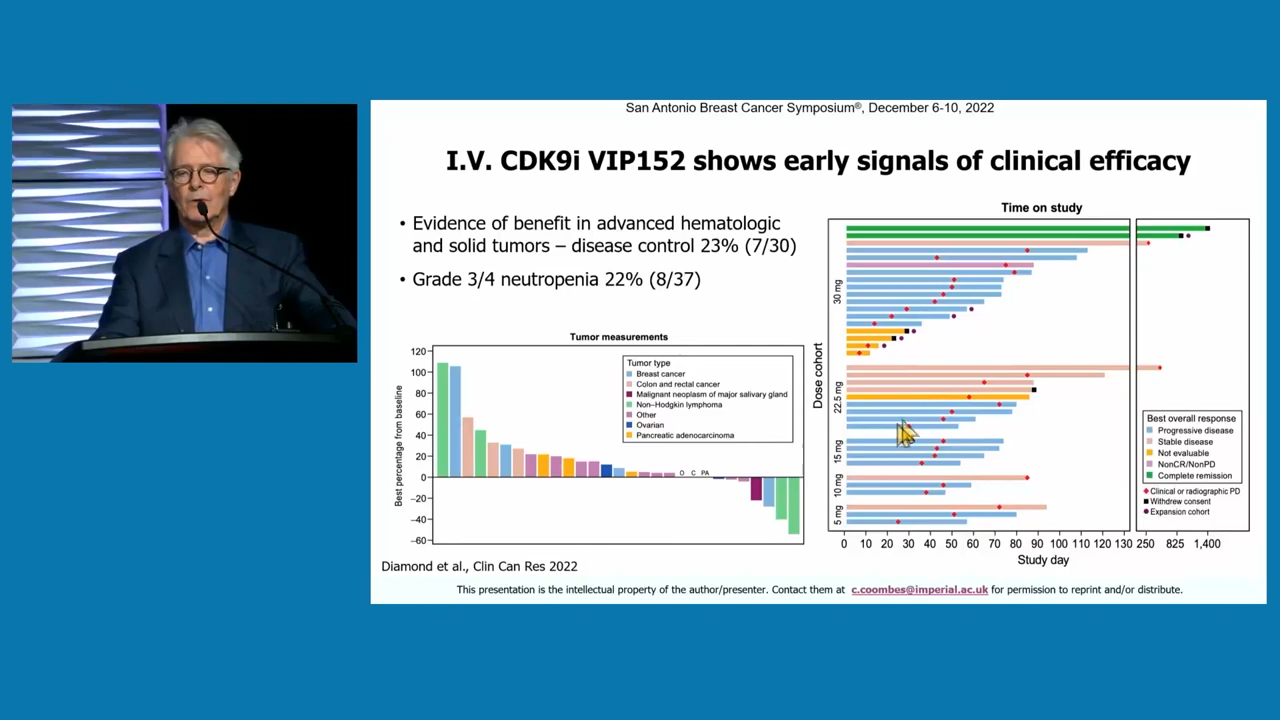 San Antonio Breast Cancer Symposium®, December 6-10, 2022
I.V. CDK9i VIP152 shows early signals of clinical efficacy
• Evidence of benefit in advanced hematologic
and solid tumors – disease control 23% (7/30)
• Grade 3/4 neutropenia 22% (8/37)
Tumor measurements
Best percentage from baseline
120
100
80
60
40
20
0
–20
–40
–60
Tumor type
Breast cancer
Colon and rectal cancer
Malignant neoplasm of major salivary gland
Non–Hodgkin lymphoma
Other
Ovarian
Pancreatic adenocarcinoma
O C PA
Time on study
Dose cohort
30 mg
22.5 mg
15 mg
10 mg
5 mg
Best overall response
Progressive disease
Stable disease
Not evaluable
NonCR/NonPD
Complete remission
Clinical or radiographic PD
Withdrew consent
Expansion cohort
0 10 20 30 40 50 60 70 80 90 100 110 120 130 250 825 1,400
Study day
Diamond et al., Clin Can Res 2022
This presentation is the intellectual property of the author/presenter. Contact them at c.coombes@imperial.ac.uk for permission to reprint and/or distribute.